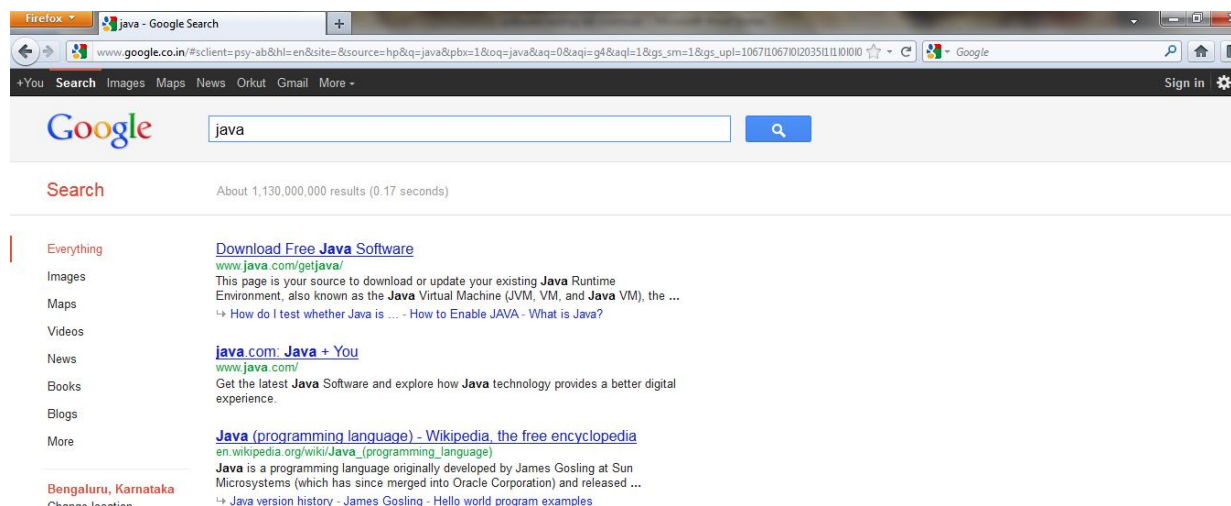 Firefox
java - Google Search
www.google.co.in/#sclient=psy-ab&hl=en&site=&source=hp&q=java&pbx=1&oq=java&aq=0&aqi=g4&aql=1&gs_sm=1&gs_upl=
Google
+You Search Images Maps News Orkut Gmail More
Sign in
Google
java
Search
About 1,130,000,000 results (0.17 seconds)
Everything
Images
Maps
Videos
News
Books
Blogs
More
Bengaluru, Karnataka
Change location
Download Free Java Software
www.java.com/getjava/
This page is your source to download or update your existing Java Runtime
Environment, also known as the Java Virtual Machine (JVM, VM, and Java VM), the ...
How do I test whether Java is ... - How to Enable JAVA - What is Java?
java.com: Java + You
www.java.com/
Get the latest Java Software and explore how Java technology provides a better digital
experience.
Java (programming language) - Wikipedia, the free encyclopedia
en.wikipedia.org/wiki/Java_(programming_language)
Java is a programming language originally developed by James Gosling at Sun
Microsystems (which has since merged into Oracle Corporation) and released ...
Java version history - James Gosling - Hello world program examples